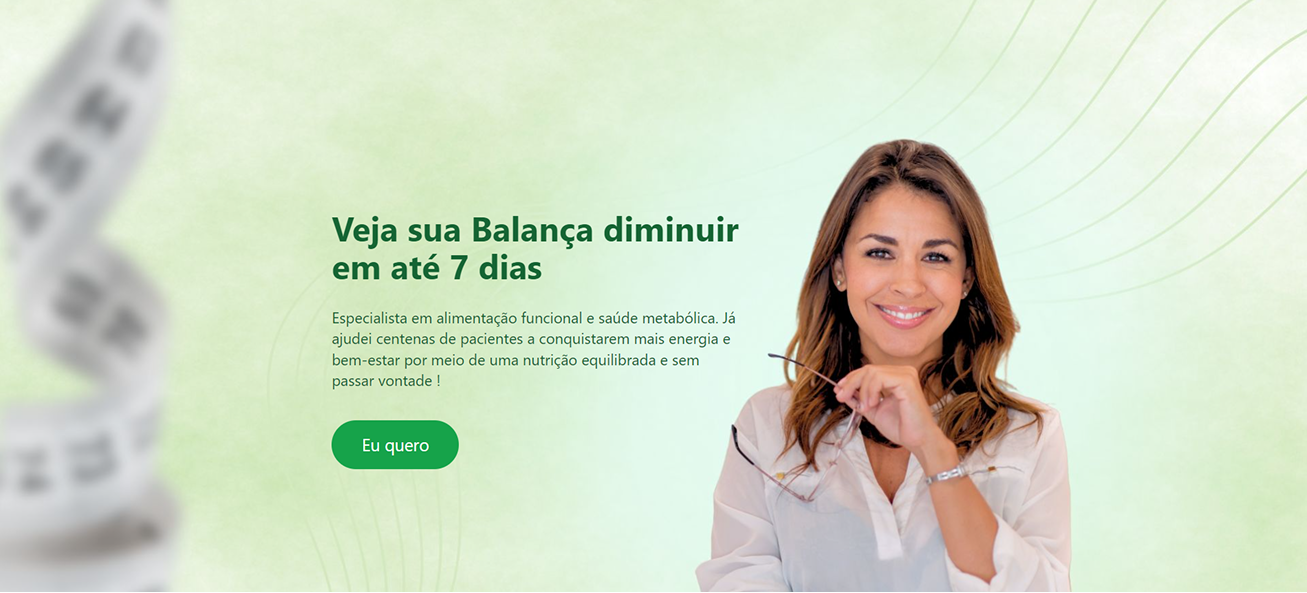 Veja sua Balança diminuir
em até 7 dias
Especialista em alimentação funcional e saúde metabólica. Já
ajudei centenas de pacientes a conquistarem mais energia e
bem-estar por meio de uma nutrição equilibrada e sem
passar vontade !
Eu quero